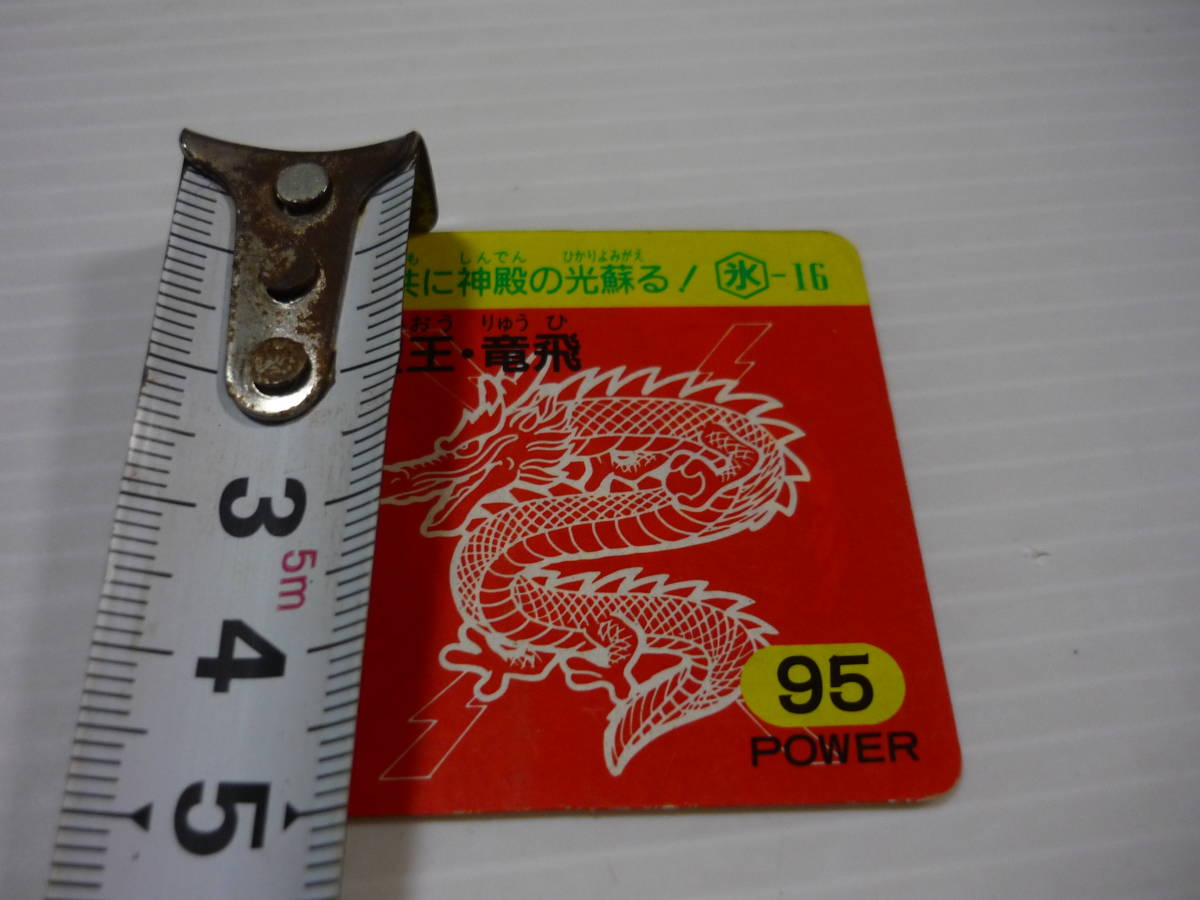 も しんでん ひかりよみがえ
共に神殿の光蘇る! 氷-16
おう りゅう ひ
王・竜飛
3
5m
4
5
95
POWER